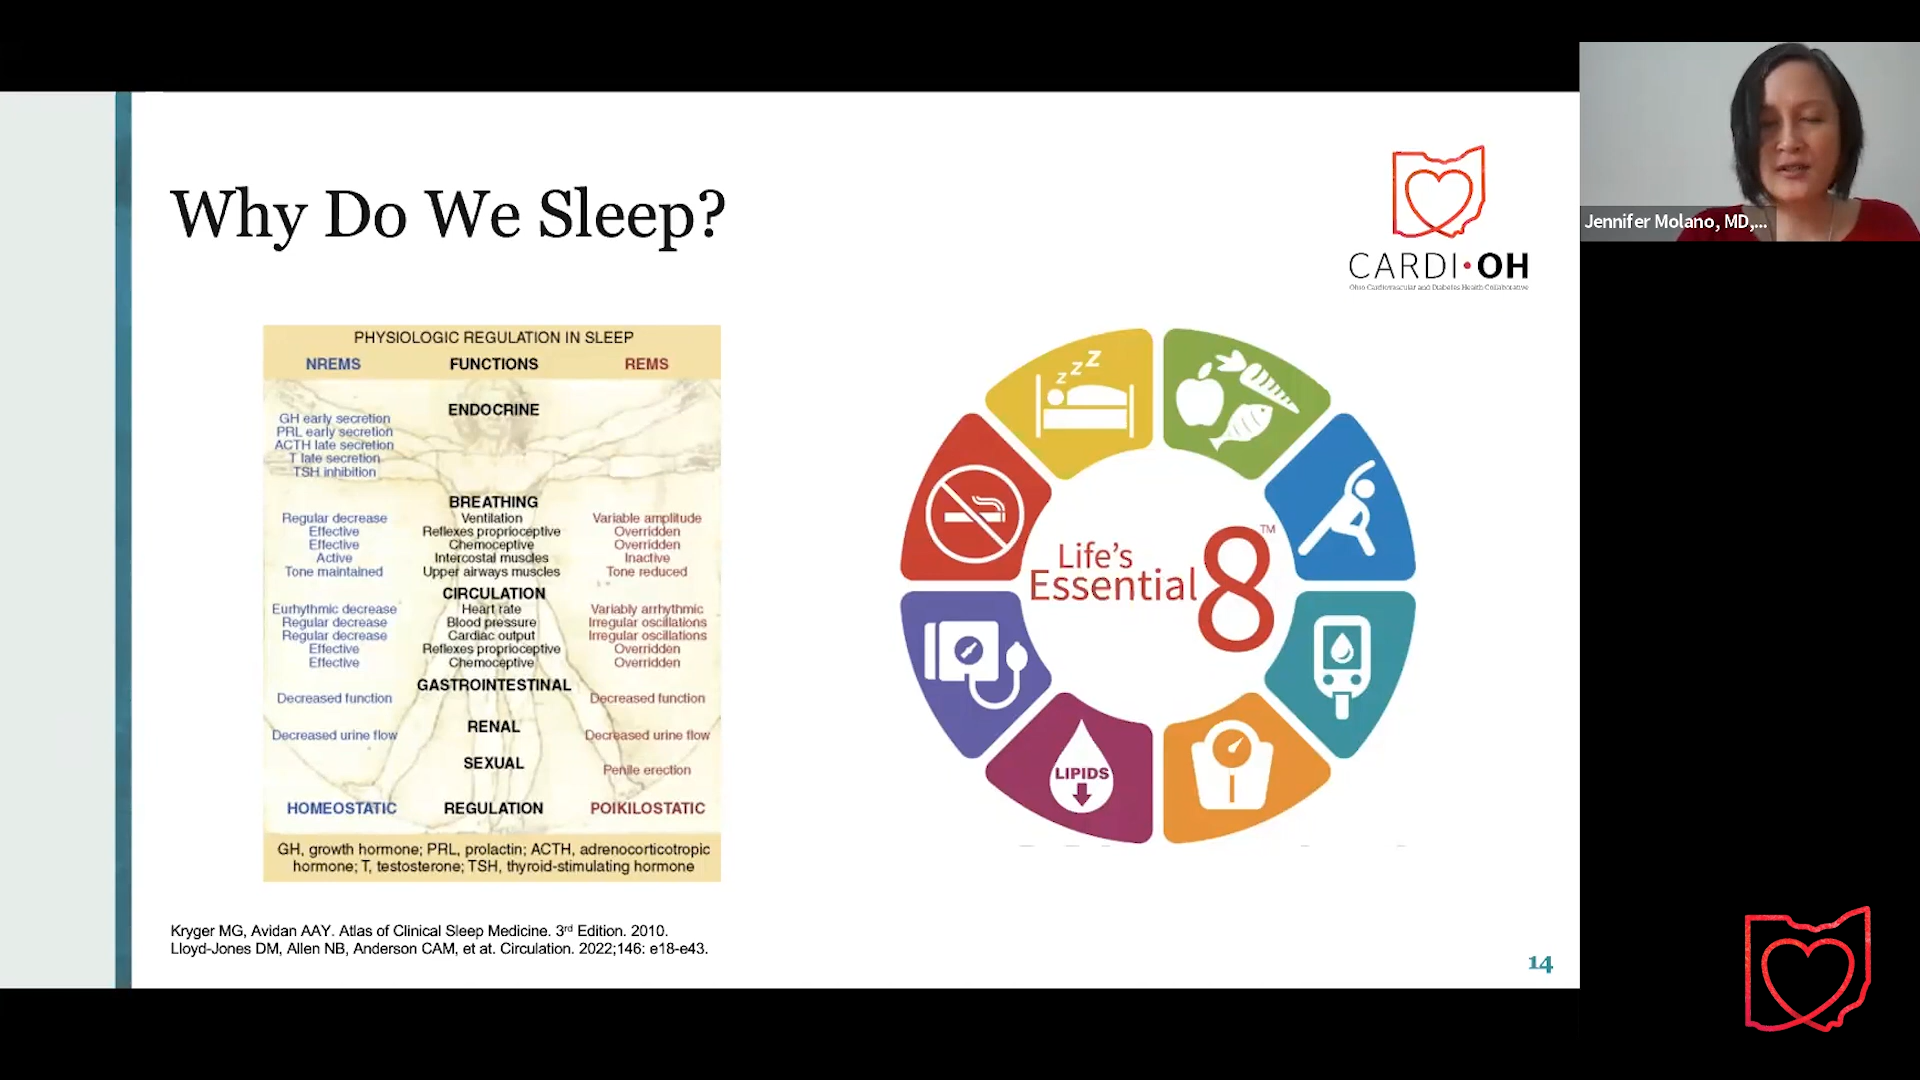 Why Do We Sleep?
CARDI•OH
Ohio Cardiovascular and Diabetes Health Collaborative
Jennifer Molano, MD,...
PHYSIOLOGIC REGULATION IN SLEEP
NREMS FUNCTIONS REMS
ENDOCRINE
GH early secretion
PRL early secretion
ACTH late secretion
T late secretion
TSH inhibition
BREATHING
Regular decrease Ventilation Variable amplitude
Effective Reflexes proprioceptive Overridden
Effective Chemoceptive Overridden
Active Intercostal muscles Inactive
Tone maintained Upper airways muscles Tone reduced
CIRCULATION
Eurhythmic decrease Heart rate Variably arrhythmic
Regular decrease Blood pressure Irregular oscillations
Regular decrease Cardiac output Irregular oscillations
Effective Reflexes proprioceptive Overridden
Effective Chemoceptive Overridden
GASTROINTESTINAL
Decreased function Decreased function
RENAL
Decreased urine flow Decreased urine flow
SEXUAL
Penile erection
HOMEOSTATIC REGULATION POIKILOSTATIC
GH, growth hormone; PRL, prolactin; ACTH, adrenocorticotropic
hormone; T, testosterone; TSH, thyroid-stimulating hormone
z z z
Life's
Essential 8™
LIPIDS
Kryger MG, Avidan AAY. Atlas of Clinical Sleep Medicine. 3rd Edition. 2010.
Lloyd-Jones DM, Allen NB, Anderson CAM, et at. Circulation. 2022;146: e18-e43.
14